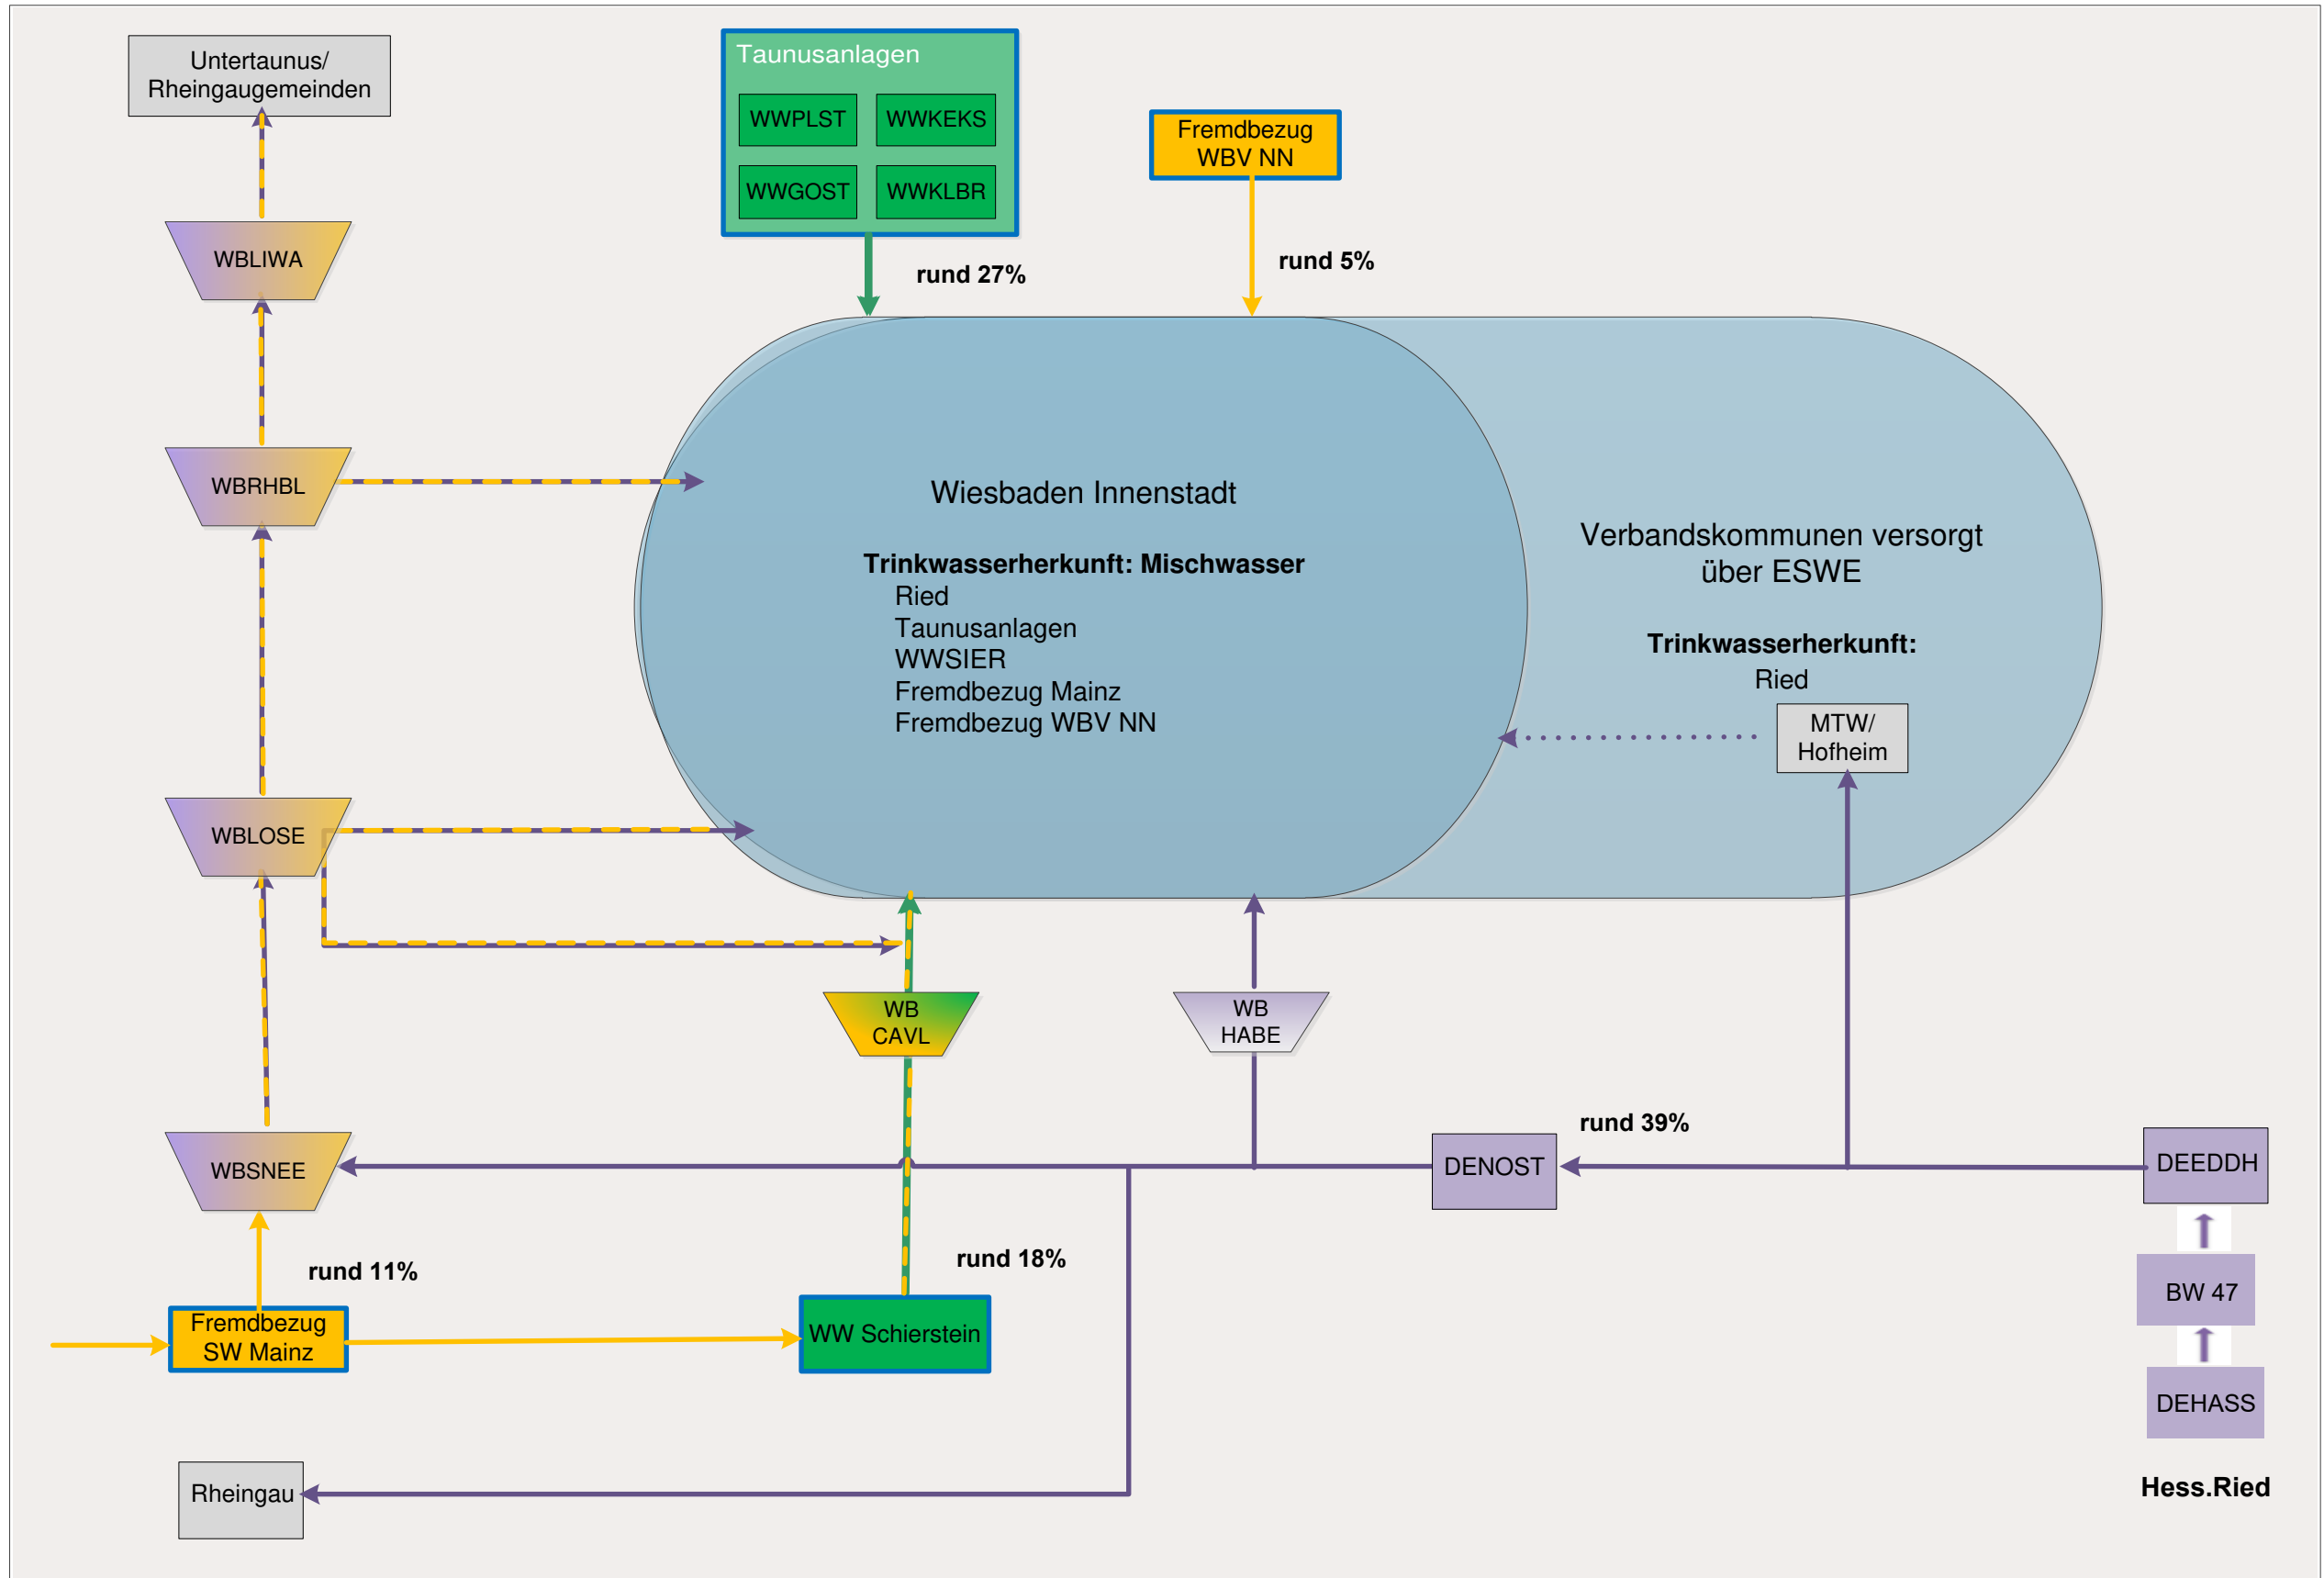 Untertaunus/
Rheingaugemeinden
Taunusanlagen
WWPLST
WWKEKS
WWGOST
WWKLBR
Fremdbezug
WBV NN
rund 27%
rund 5%
WBLIWA
WBRHBL
WBLOSE
WBSNEE
Wiesbaden Innenstadt
Trinkwasserherkunft: Mischwasser
Ried
Taunusanlagen
WWSIER
Fremdbezug Mainz
Fremdbezug WBV NN
Verbandskommunen versorgt
über ESWE
Trinkwasserherkunft:
Ried
MTW/
Hofheim
WB
CAVL
WB
HABE
rund 39%
DENOST
DEEDDH
BW 47
DEHASS
Hess.Ried
rund 11%
rund 18%
Fremdbezug
SW Mainz
WW Schierstein
Rheingau